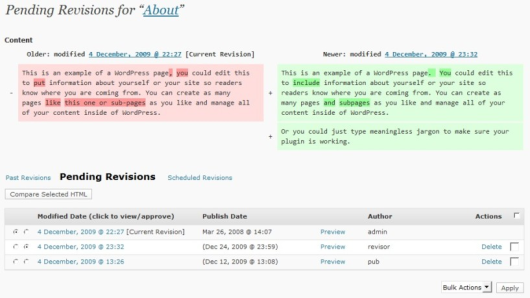 Pending Revisions for “About”
Content
Older: modified 4 December, 2009 @ 22:27 [Current Revision]
Newer: modified 4 December, 2009 @ 23:32
- This is an example of a WordPress page, you could edit this
to put information about yourself or your site so readers
know where you are coming from. You can create as many
pages like this one or sub-pages as you like and manage all
of your content inside of WordPress.
+ This is an example of a WordPress page. You could edit this
to include information about yourself or your site so
readers know where you are coming from. You can create as
many pages and subpages as you like and manage all of your
content inside of WordPress.
+ Or you could just type meaningless jargon to make sure your
plugin is working.
Past Revisions Pending Revisions Scheduled Revisions
Compare Selected HTML
Modified Date (click to view/approve) Publish Date Author Actions
4 December, 2009 @ 22:27 [Current Revision] Mar 26, 2008 @ 14:07 Preview admin
4 December, 2009 @ 23:32 (Dec 24, 2009 @ 23:59) Preview revisor Delete
4 December, 2009 @ 13:26 (Dec 12, 2009 @ 13:08) Preview pub Delete
Bulk Actions Apply